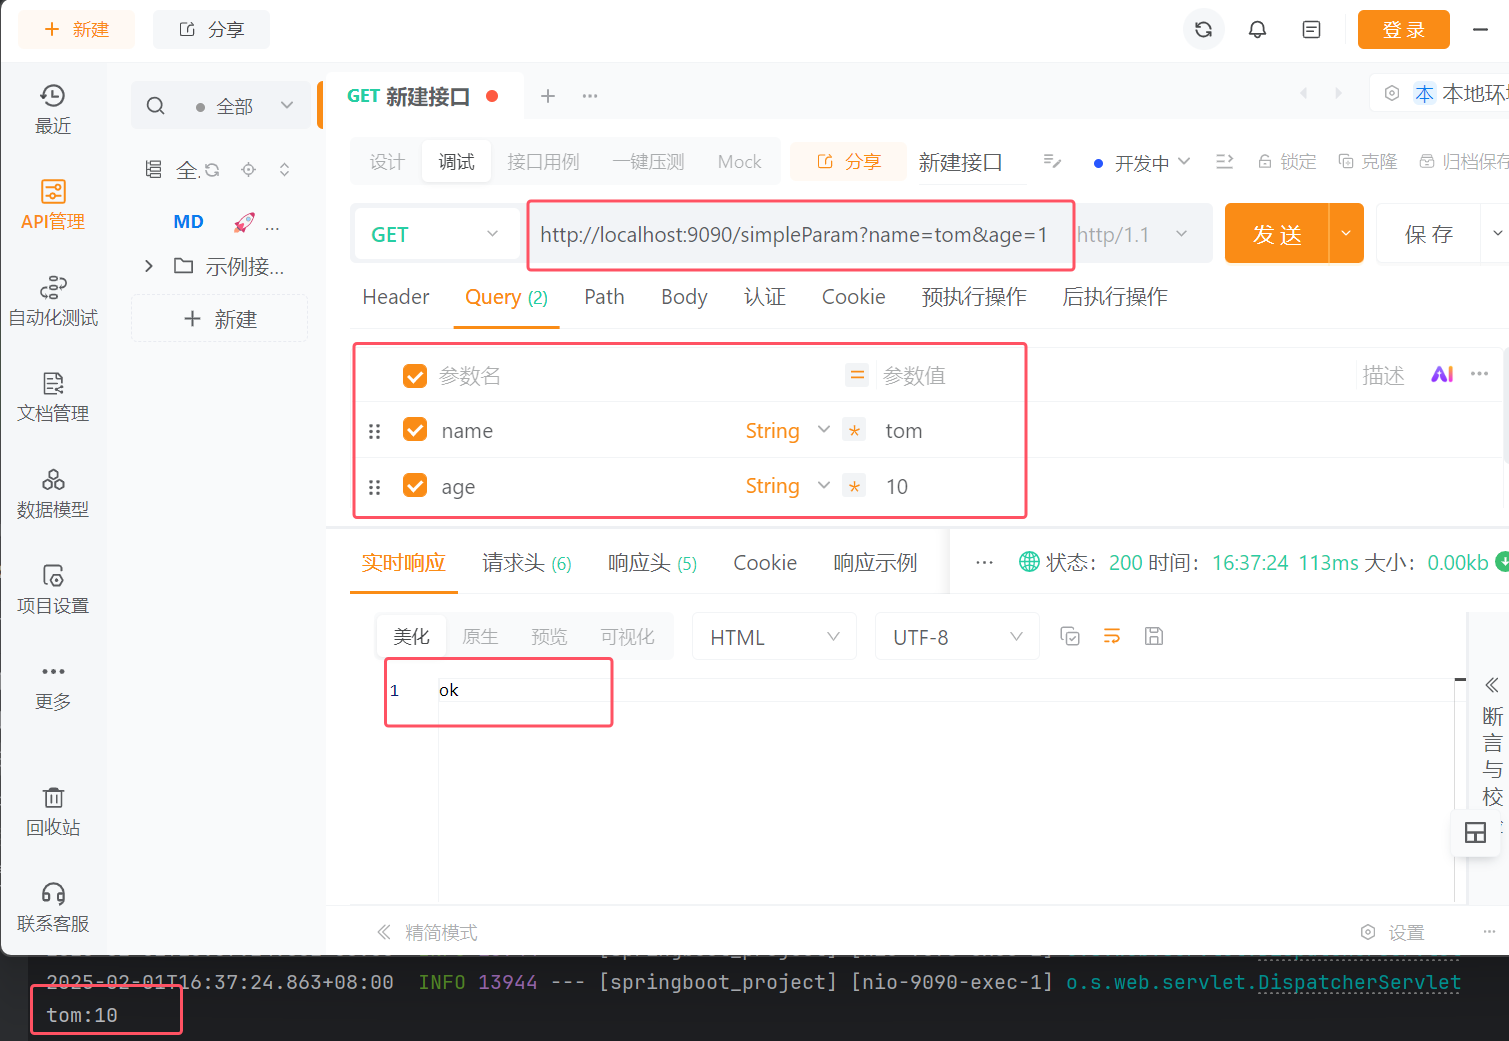 新建 分享 登 录
最近
API管理
自动化测试
文档管理
数据模型
项目设置
更多
回收站
联系客服
全部
全.
MD 🚀 ...
示例接...
新建
GET 新建接口 本 本地环
设计 调试 接口用例 一键压测 Mock 分享 新建接口 开发中 锁定 克隆 归档保存
GET http://localhost:9090/simpleParam?name=tom&age=1 http/1.1 发 送 保 存
Header Query (2) Path Body 认证 Cookie 预执行操作 后执行操作
参数名 = 参数值 描述 AI
name String * tom
age String * 10
实时响应 请求头 (6) 响应头 (5) Cookie 响应示例 ... 状态： 200 时间： 16:37:24 113ms 大小： 0.00kb
美化 原生 预览 可视化 HTML UTF-8
1 ok
断言与校
精简模式 设置
2025-02-01T16:37:24.863+08:00 INFO 13944 --- [springboot_project] [nio-9090-exec-1] o.s.web.servlet.DispatcherServlet
tom:10